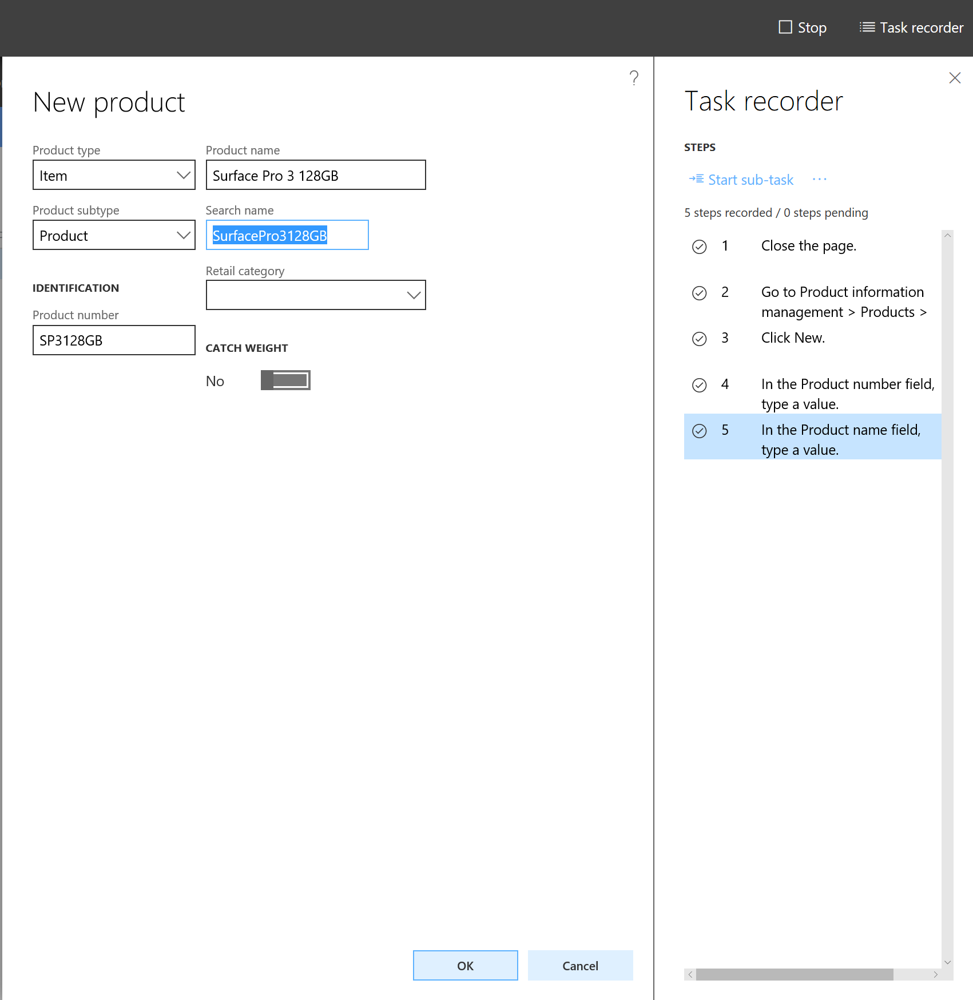 Stop
Task recorder
?
New product
Product type
Product name
Item
Surface Pro 3 128GB
Product subtype
Search name
Product
SurfacePro3128GB
Retail category
IDENTIFICATION
Product number
SP3128GB
CATCH WEIGHT
No
OK
Cancel
Task recorder
STEPS
Start sub-task
···
5 steps recorded / 0 steps pending
1 Close the page.
2 Go to Product information
management > Products >
3 Click New.
4 In the Product number field,
type a value.
5 In the Product name field,
type a value.